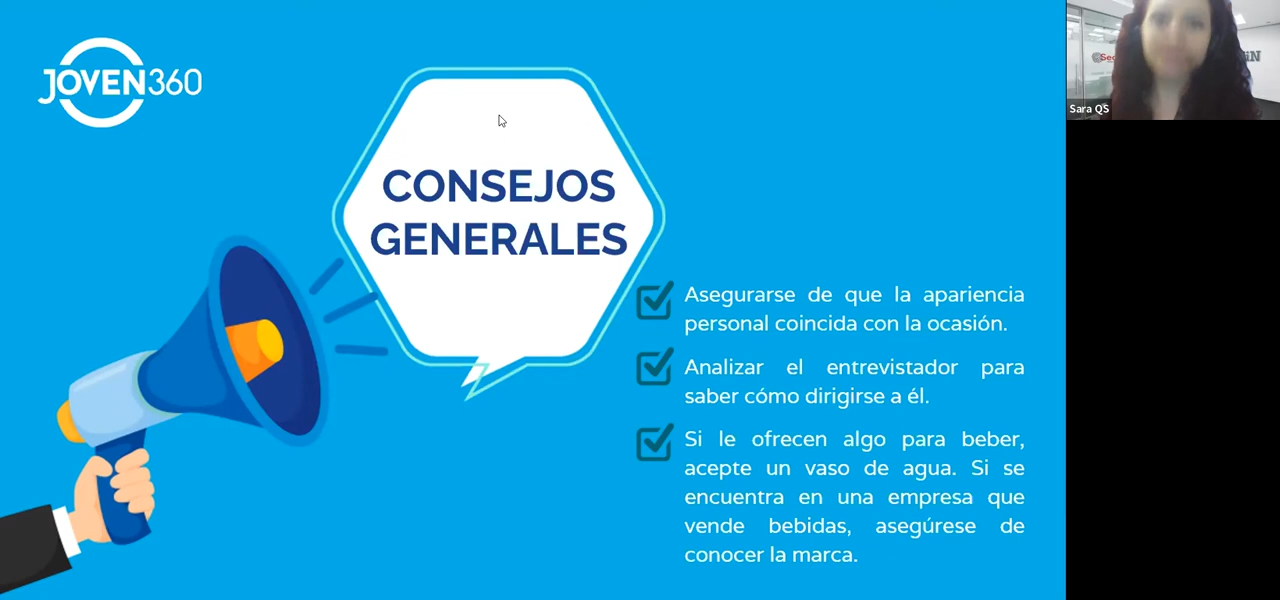 JOVEN360
CONSEJOS
GENERALES
Asegurarse de que la apariencia
personal coincida con la ocasión.
Analizar el entrevistador para
saber cómo dirigirse a él.
Si le ofrecen algo para beber,
acepte un vaso de agua. Si se
encuentra en una empresa que
vende bebidas, asegúrese de
conocer la marca.
Sara QS